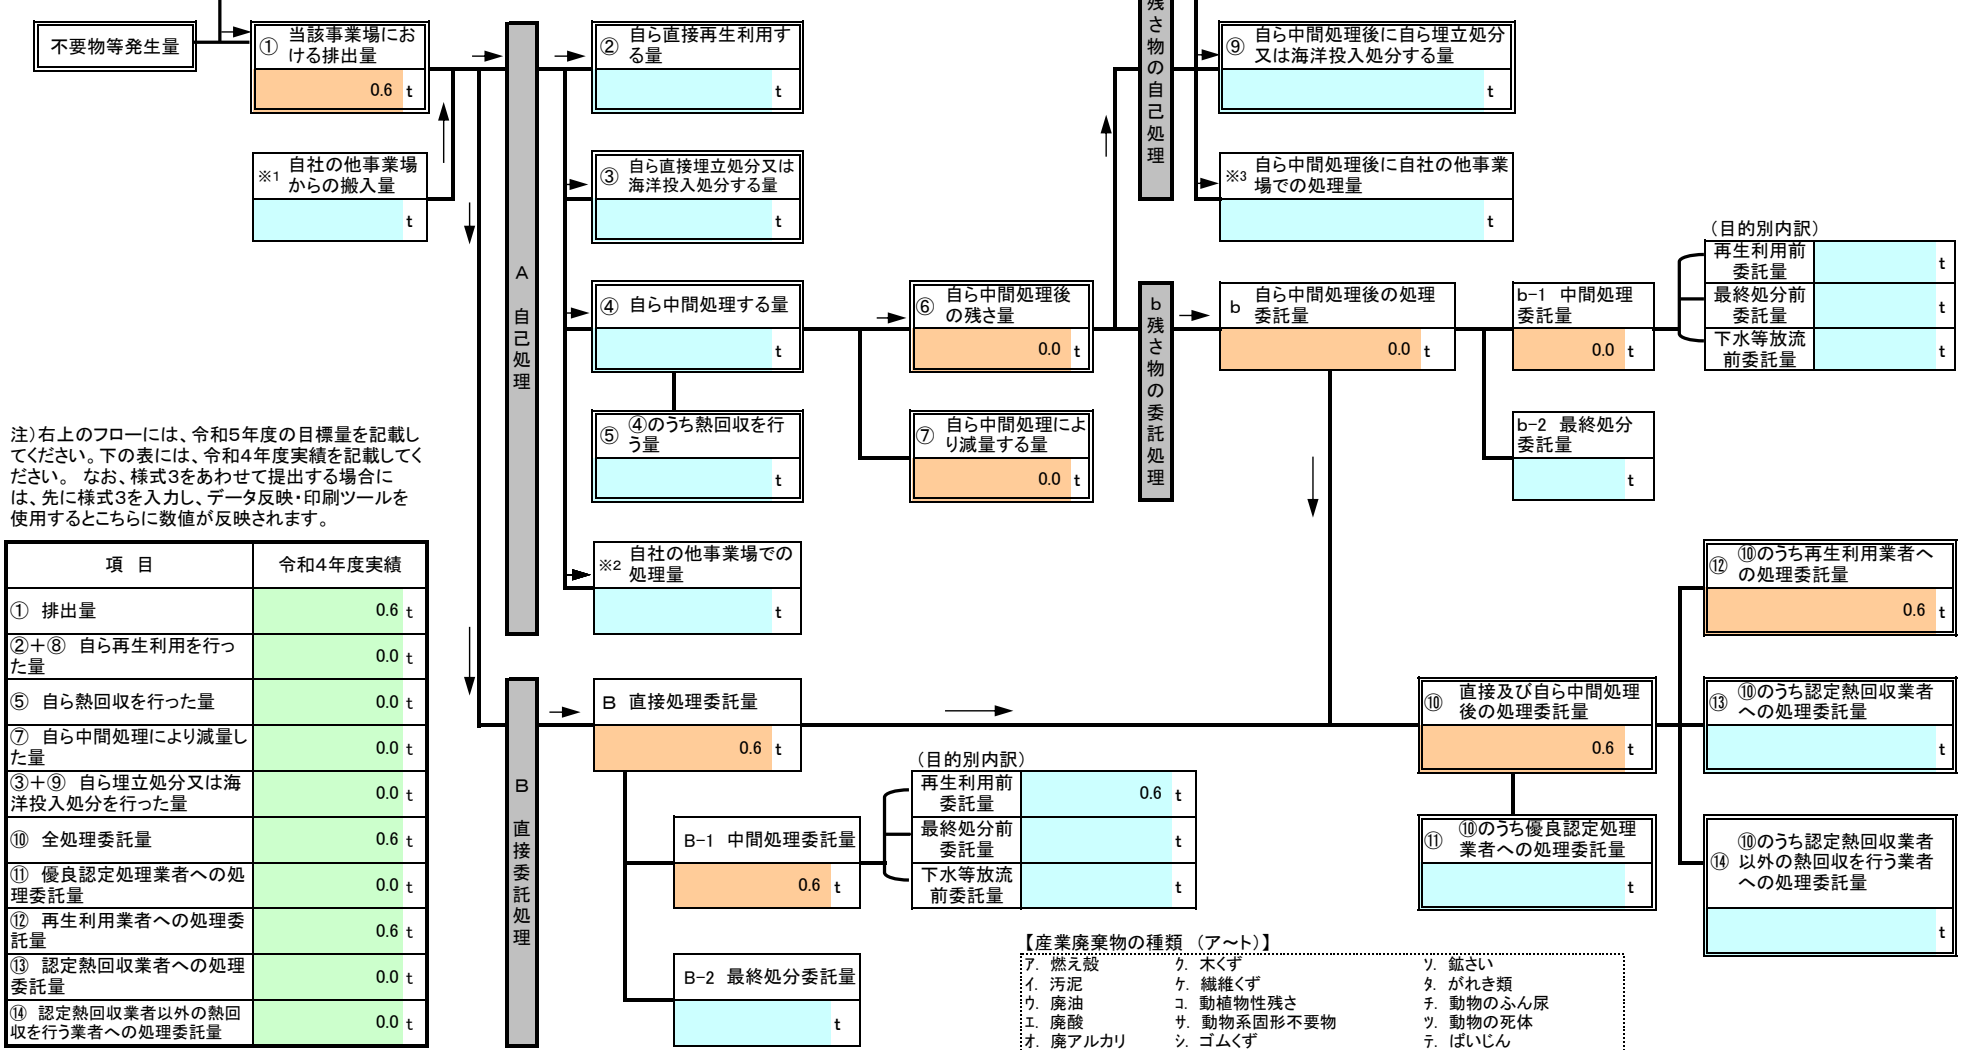 不要物等発生量
① 当該事業場にお
ける排出量
0.6 t
※1 自社の他事業場
からの搬入量
t
A 自己処理
② 自ら直接再生利用す
る量
t
③ 自ら直接埋立処分又は
海洋投入処分する量
t
④ 自ら中間処理する量
t
⑤ ④のうち熱回収を行
う量
t
※2 自社の他事業場での
処理量
t
⑥ 自ら中間処理後
の残さ量
0.0 t
⑦ 自ら中間処理によ
り減量する量
0.0 t
残さ物の自己処理
⑨ 自ら中間処理後に自ら埋立処分
又は海洋投入処分する量
t
※3 自ら中間処理後に自社の他事業
場での処理量
t
b 残さ物の委託処理
b 自ら中間処理後の処理
委託量
0.0 t
b-1 中間処理
委託量
0.0 t
b-2 最終処分
委託量
t
(目的別内訳)
再生利用前
委託量
t
最終処分前
委託量
t
下水等放流
前委託量
t
注)右上のフローには、令和5年度の目標量を記載し
てください。下の表には、令和4年度実績を記載してく
ださい。 なお、様式3をあわせて提出する場合に
は、先に様式3を入力し、データ反映・印刷ツールを
使用するとこちらに数値が反映されます。
項 目 令和4年度実績
① 排出量 0.6 t
②+⑧ 自ら再生利用を行っ
た量 0.0 t
⑤ 自ら熱回収を行った量 0.0 t
⑦ 自ら中間処理により減量し
た量 0.0 t
③+⑨ 自ら埋立処分又は海
洋投入処分を行った量 0.0 t
⑩ 全処理委託量 0.6 t
⑪ 優良認定処理業者への処
理委託量 0.0 t
⑫ 再生利用業者への処理委
託量 0.6 t
⑬ 認定熱回収業者への処理
委託量 0.0 t
⑭ 認定熱回収業者以外の熱回
収を行う業者への処理委託量 0.0 t
B 直接委託処理
B 直接処理委託量
0.6 t
B-1 中間処理委託量
0.6 t
B-2 最終処分委託量
t
(目的別内訳)
再生利用前
委託量
0.6 t
最終処分前
委託量
t
下水等放流
前委託量
t
⑩ 直接及び自ら中間処理
後の処理委託量
0.6 t
⑪ ⑩のうち優良認定処理
業者への処理委託量
t
⑫ ⑩のうち再生利用業者へ
の処理委託量
0.6 t
⑬ ⑩のうち認定熱回収業者
への処理委託量
t
⑭ ⑩のうち認定熱回収業者
以外の熱回収を行う業者
への処理委託量
t
【産業廃棄物の種類 (ア~ト)】
ア. 燃え殻 ク. 木くず ソ. 鉱さい
イ. 汚泥 ケ. 繊維くず タ. がれき類
ウ. 廃油 コ. 動植物性残さ チ. 動物のふん尿
エ. 廃酸 サ. 動物系固形不要物 ツ. 動物の死体
オ. 廃アルカリ シ. ゴムくず テ. ばいじん